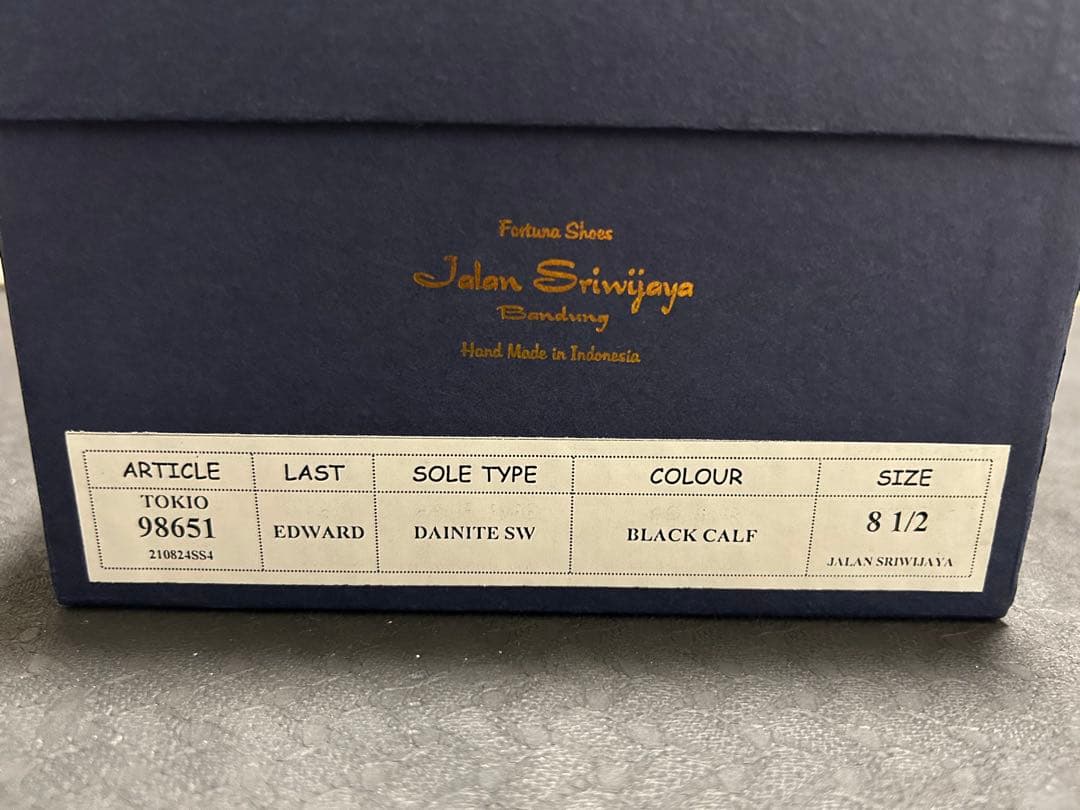 Fortuna Shoes
Jalan Sriwijaya
Bandung
Hand Made in Indonesia
ARTICLE LAST SOLE TYPE COLOUR SIZE
TOKIO
98651 EDWARD DAINITE SW BLACK CALF 8 1/2
210824SS4 JALAN SRIWIJAYA